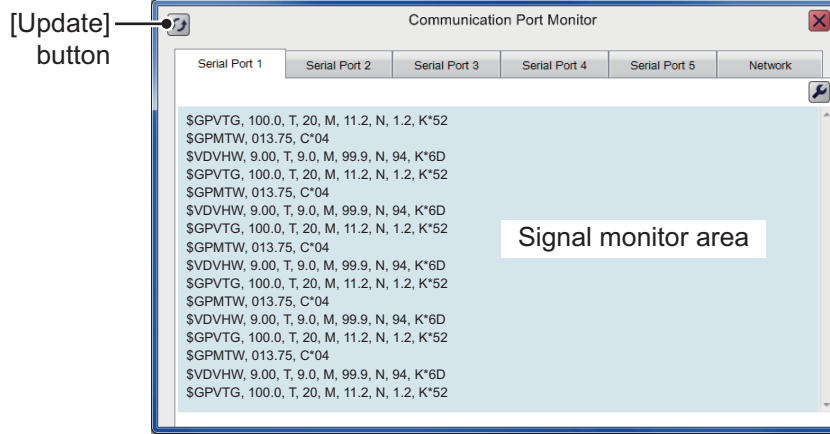 [Update]
button
Communication Port Monitor
Serial Port 1 Serial Port 2 Serial Port 3 Serial Port 4 Serial Port 5 Network
$GPVTG, 100.0, T, 20, M, 11.2, N, 1.2, K*52
$GPMTW, 013.75, C*04
$VDVHW, 9.00, T, 9.0, M, 99.9, N, 94, K*6D
$GPVTG, 100.0, T, 20, M, 11.2, N, 1.2, K*52
$GPMTW, 013.75, C*04
$VDVHW, 9.00, T, 9.0, M, 99.9, N, 94, K*6D
$GPVTG, 100.0, T, 20, M, 11.2, N, 1.2, K*52
$GPMTW, 013.75, C*04
$VDVHW, 9.00, T, 9.0, M, 99.9, N, 94, K*6D
$GPVTG, 100.0, T, 20, M, 11.2, N, 1.2, K*52
$GPMTW, 013.75, C*04
$VDVHW, 9.00, T, 9.0, M, 99.9, N, 94, K*6D
$GPVTG, 100.0, T, 20, M, 11.2, N, 1.2, K*52
$GPMTW, 013.75, C*04
$VDVHW, 9.00, T, 9.0, M, 99.9, N, 94, K*6D
$GPVTG, 100.0, T, 20, M, 11.2, N, 1.2, K*52
Signal monitor area